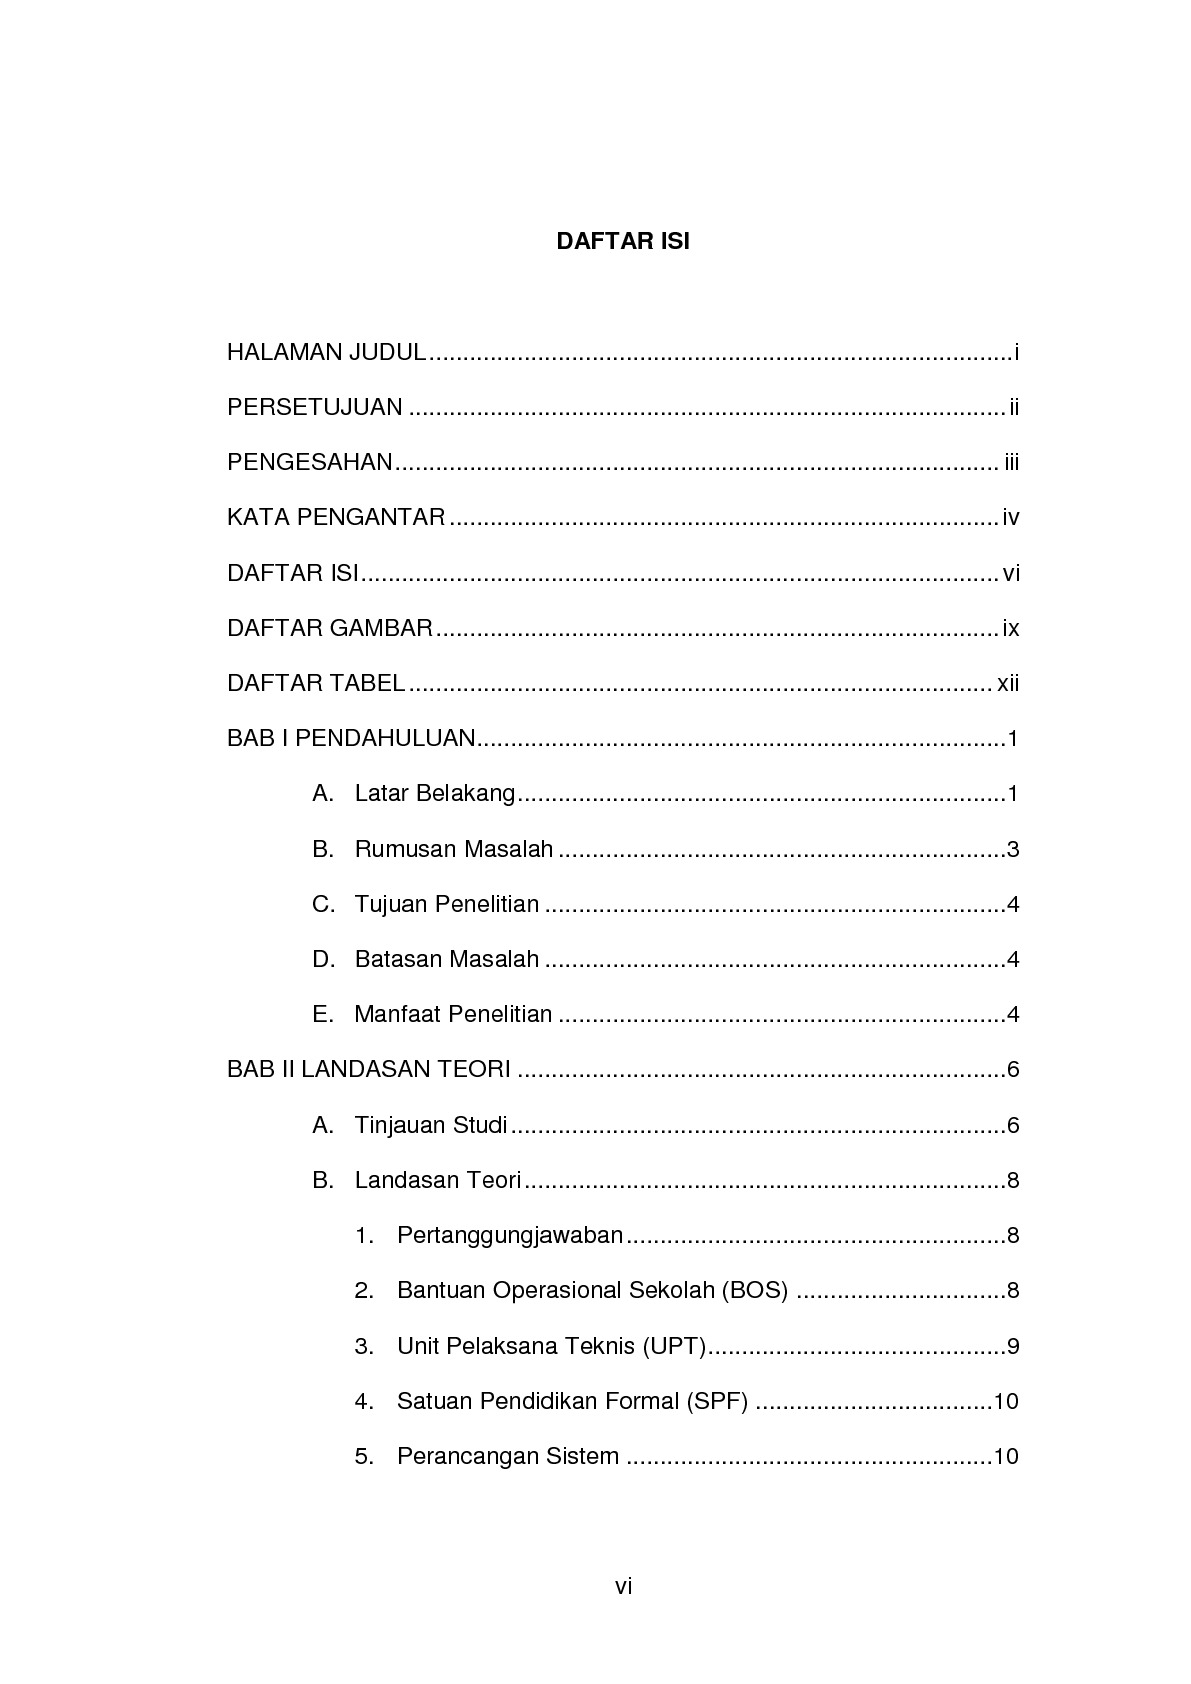 DAFTAR ISI
HALAMAN JUDUL.......................................................................................i
PERSETUJUAN ........................................................................................ii
PENGESAHAN......................................................................................... iii
KATA PENGANTAR .................................................................................iv
DAFTAR ISI..............................................................................................vi
DAFTAR GAMBAR...................................................................................ix
DAFTAR TABEL...................................................................................... xii
BAB I PENDAHULUAN..............................................................................1
A. Latar Belakang........................................................................1
B. Rumusan Masalah ..................................................................3
C. Tujuan Penelitian ....................................................................4
D. Batasan Masalah ....................................................................4
E. Manfaat Penelitian ..................................................................4
BAB II LANDASAN TEORI ........................................................................6
A. Tinjauan Studi.........................................................................6
B. Landasan Teori.......................................................................8
1. Pertanggungjawaban........................................................8
2. Bantuan Operasional Sekolah (BOS) ...............................8
3. Unit Pelaksana Teknis (UPT)............................................9
4. Satuan Pendidikan Formal (SPF) ...................................10
5. Perancangan Sistem ......................................................10
vi